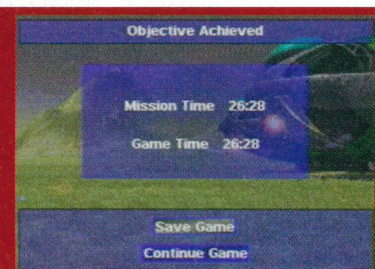 Objective Achieved
Mission Time 26:28
Game Time 26:28
Save Game
Continue Game